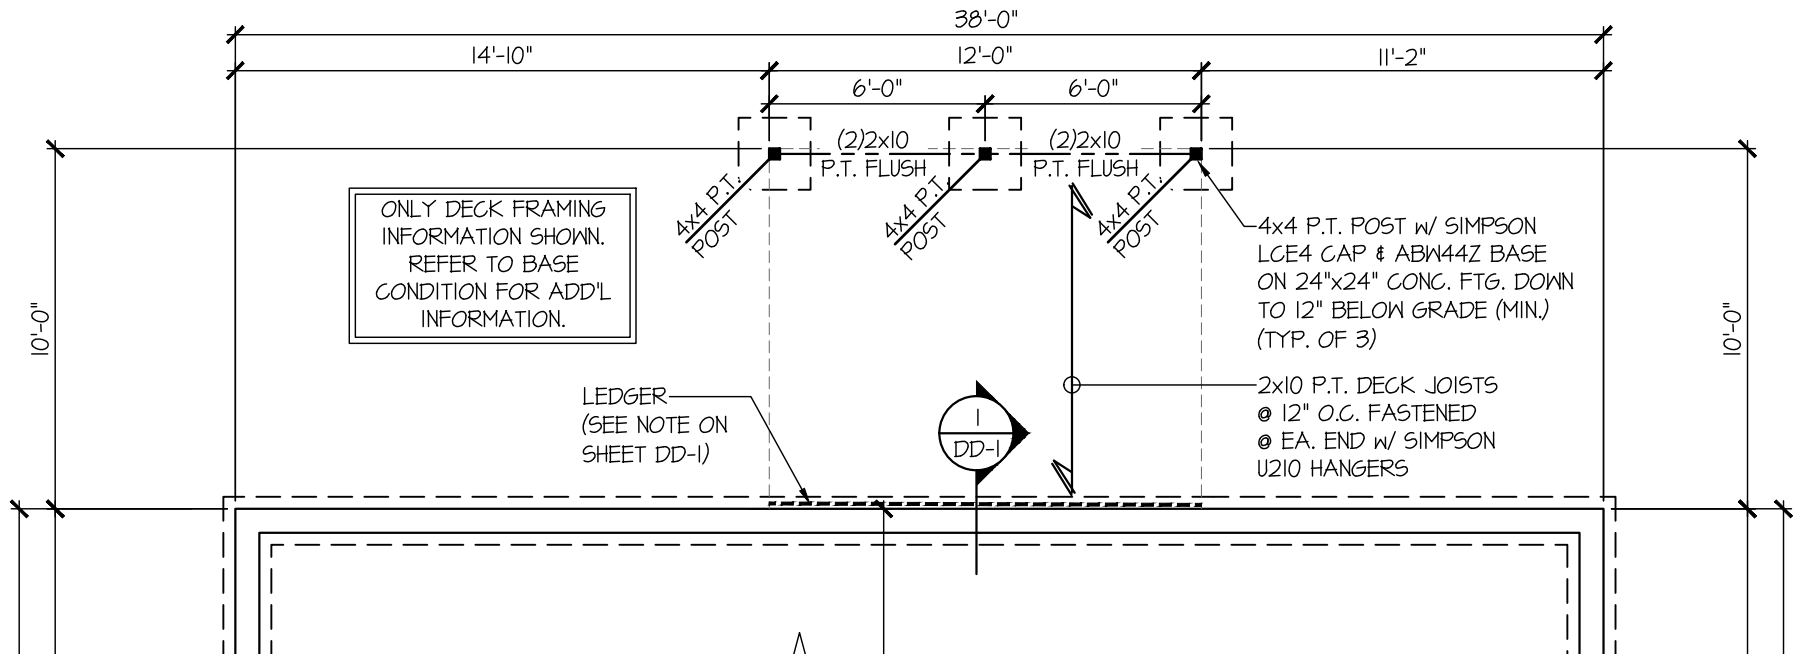 38'-0"
14'-10"
12'-0"
11'-2"
6'-0"
6'-0"
(2)2x10
P.T. FLUSH
(2)2x10
P.T. FLUSH
4x4 P.T.
POST
4x4 P.T.
POST
4x4 P.T.
POST
ONLY DECK FRAMING
INFORMATION SHOWN.
REFER TO BASE
CONDITION FOR ADD'L
INFORMATION.
4x4 P.T. POST w/ SIMPSON
LCE4 CAP & ABW44Z BASE
ON 24"x24" CONC. FTG. DOWN
TO 12" BELOW GRADE (MIN.)
(TYP. OF 3)
10'-0"
10'-0"
LEDGER
(SEE NOTE ON
SHEET DD-1)
1
DD-1
2x10 P.T. DECK JOISTS
@ 12" O.C. FASTENED
@ EA. END w/ SIMPSON
U210 HANGERS